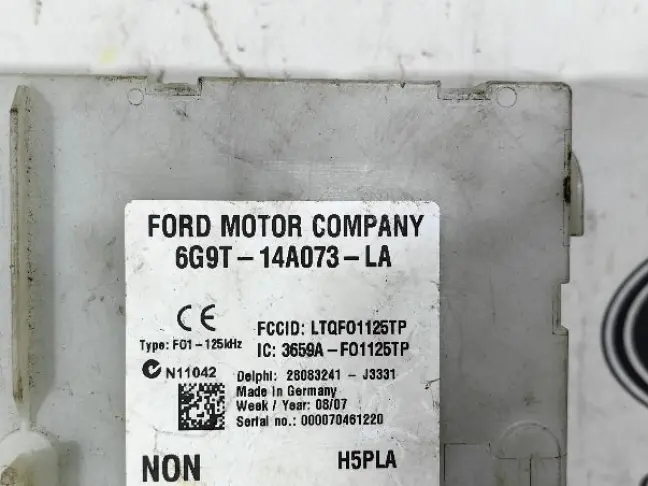 FORD MOTOR COMPANY
6G9T-14A073-LA
CE
FCCID: LTQFO1125TP
Type: FO1-125kHz
IC: 3659A-FO1125TP
N11042
Delphi: 28083241 - J3331
Made in Germany
Week / Year: 08/07
Serial no.: 000070461220
NON
H5PLA